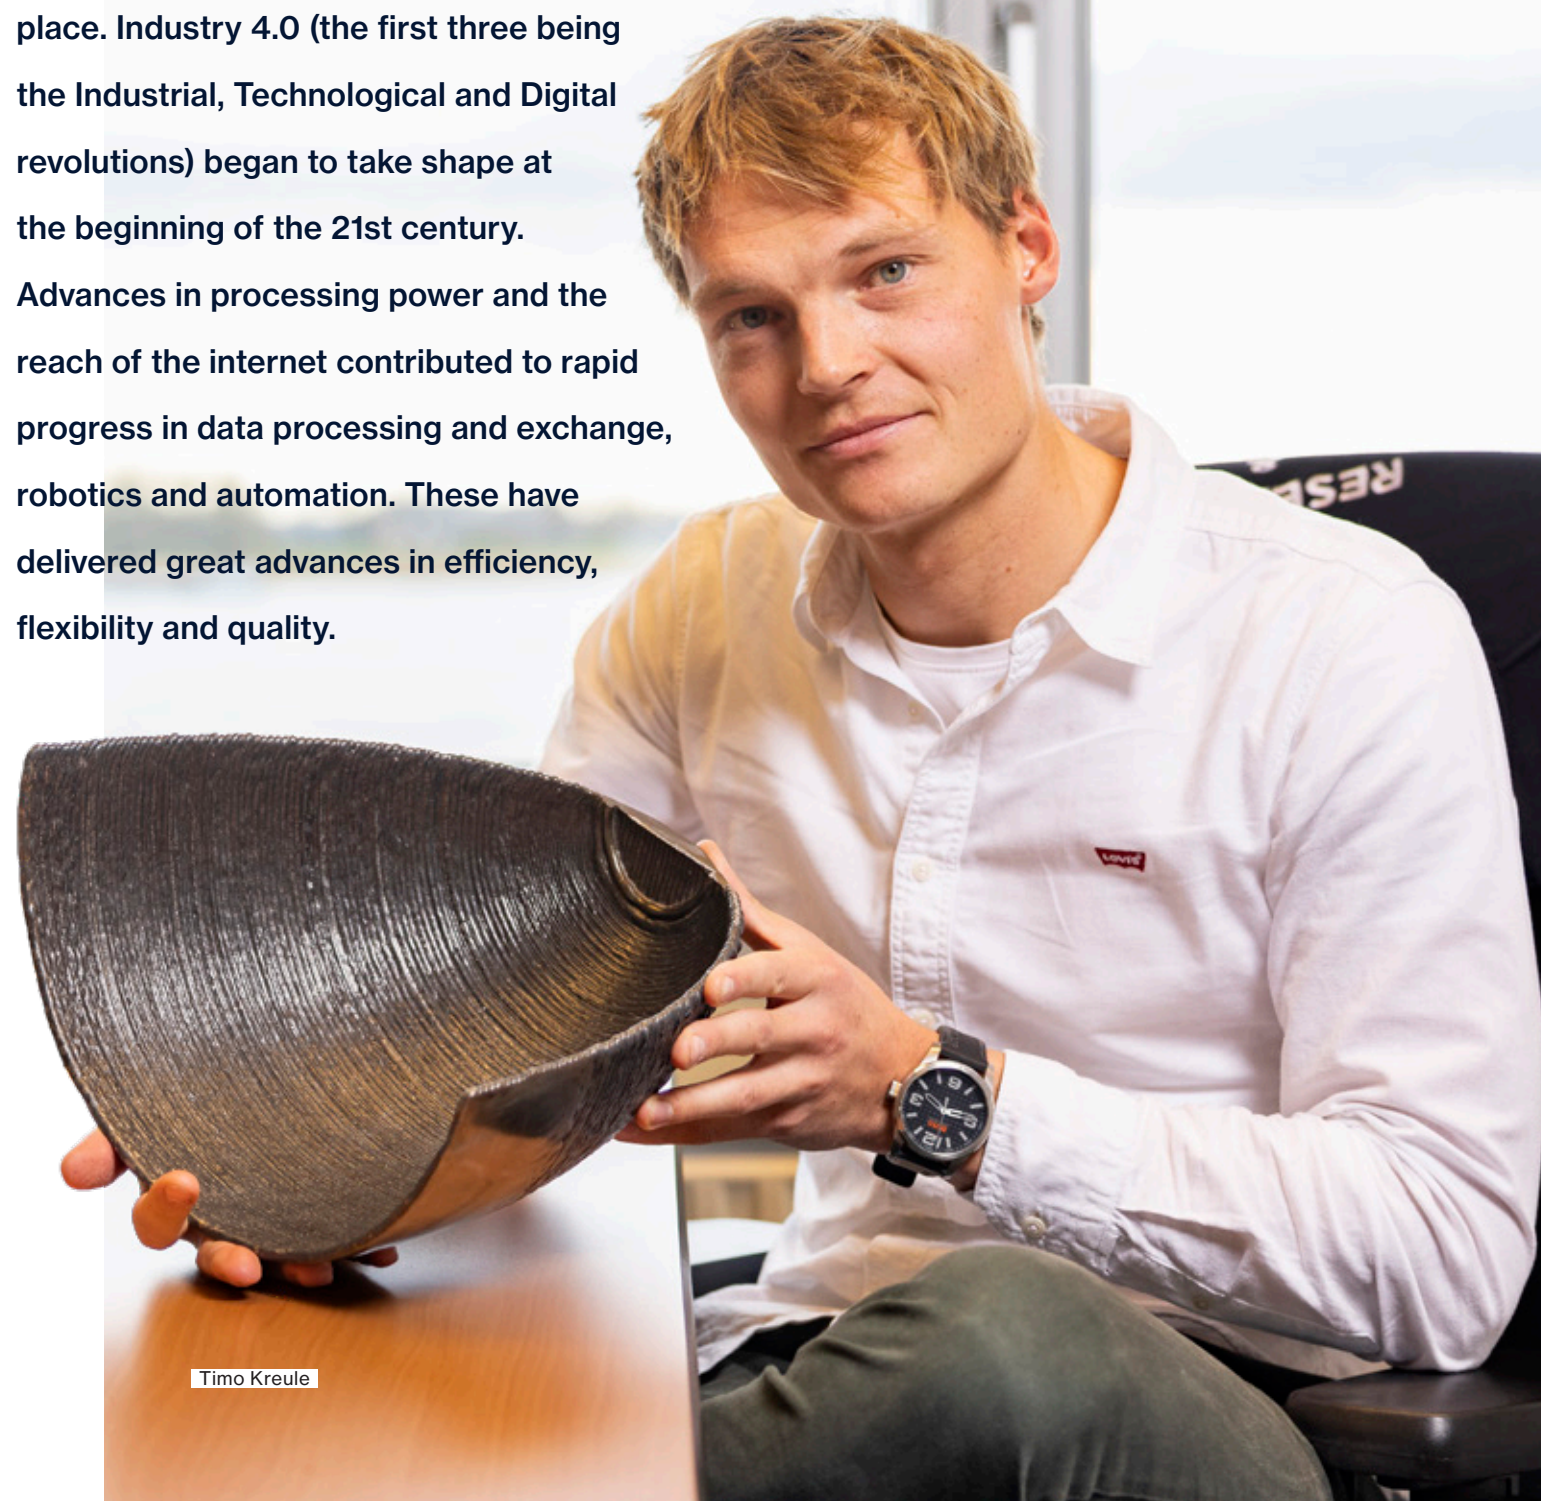 place. Industry 4.0 (the first three being
the Industrial, Technological and Digital
revolutions) began to take shape at
the beginning of the 21st century.
Advances in processing power and the
reach of the internet contributed to rapid
progress in data processing and exchange,
robotics and automation. These have
delivered great advances in efficiency,
flexibility and quality.
Levi's
Timo Kreule